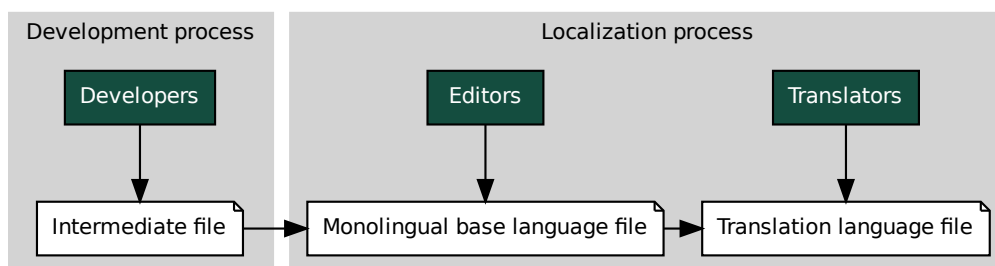 Development process
Localization process
Developers
Editors
Translators
Intermediate file
Monolingual base language file
Translation language file